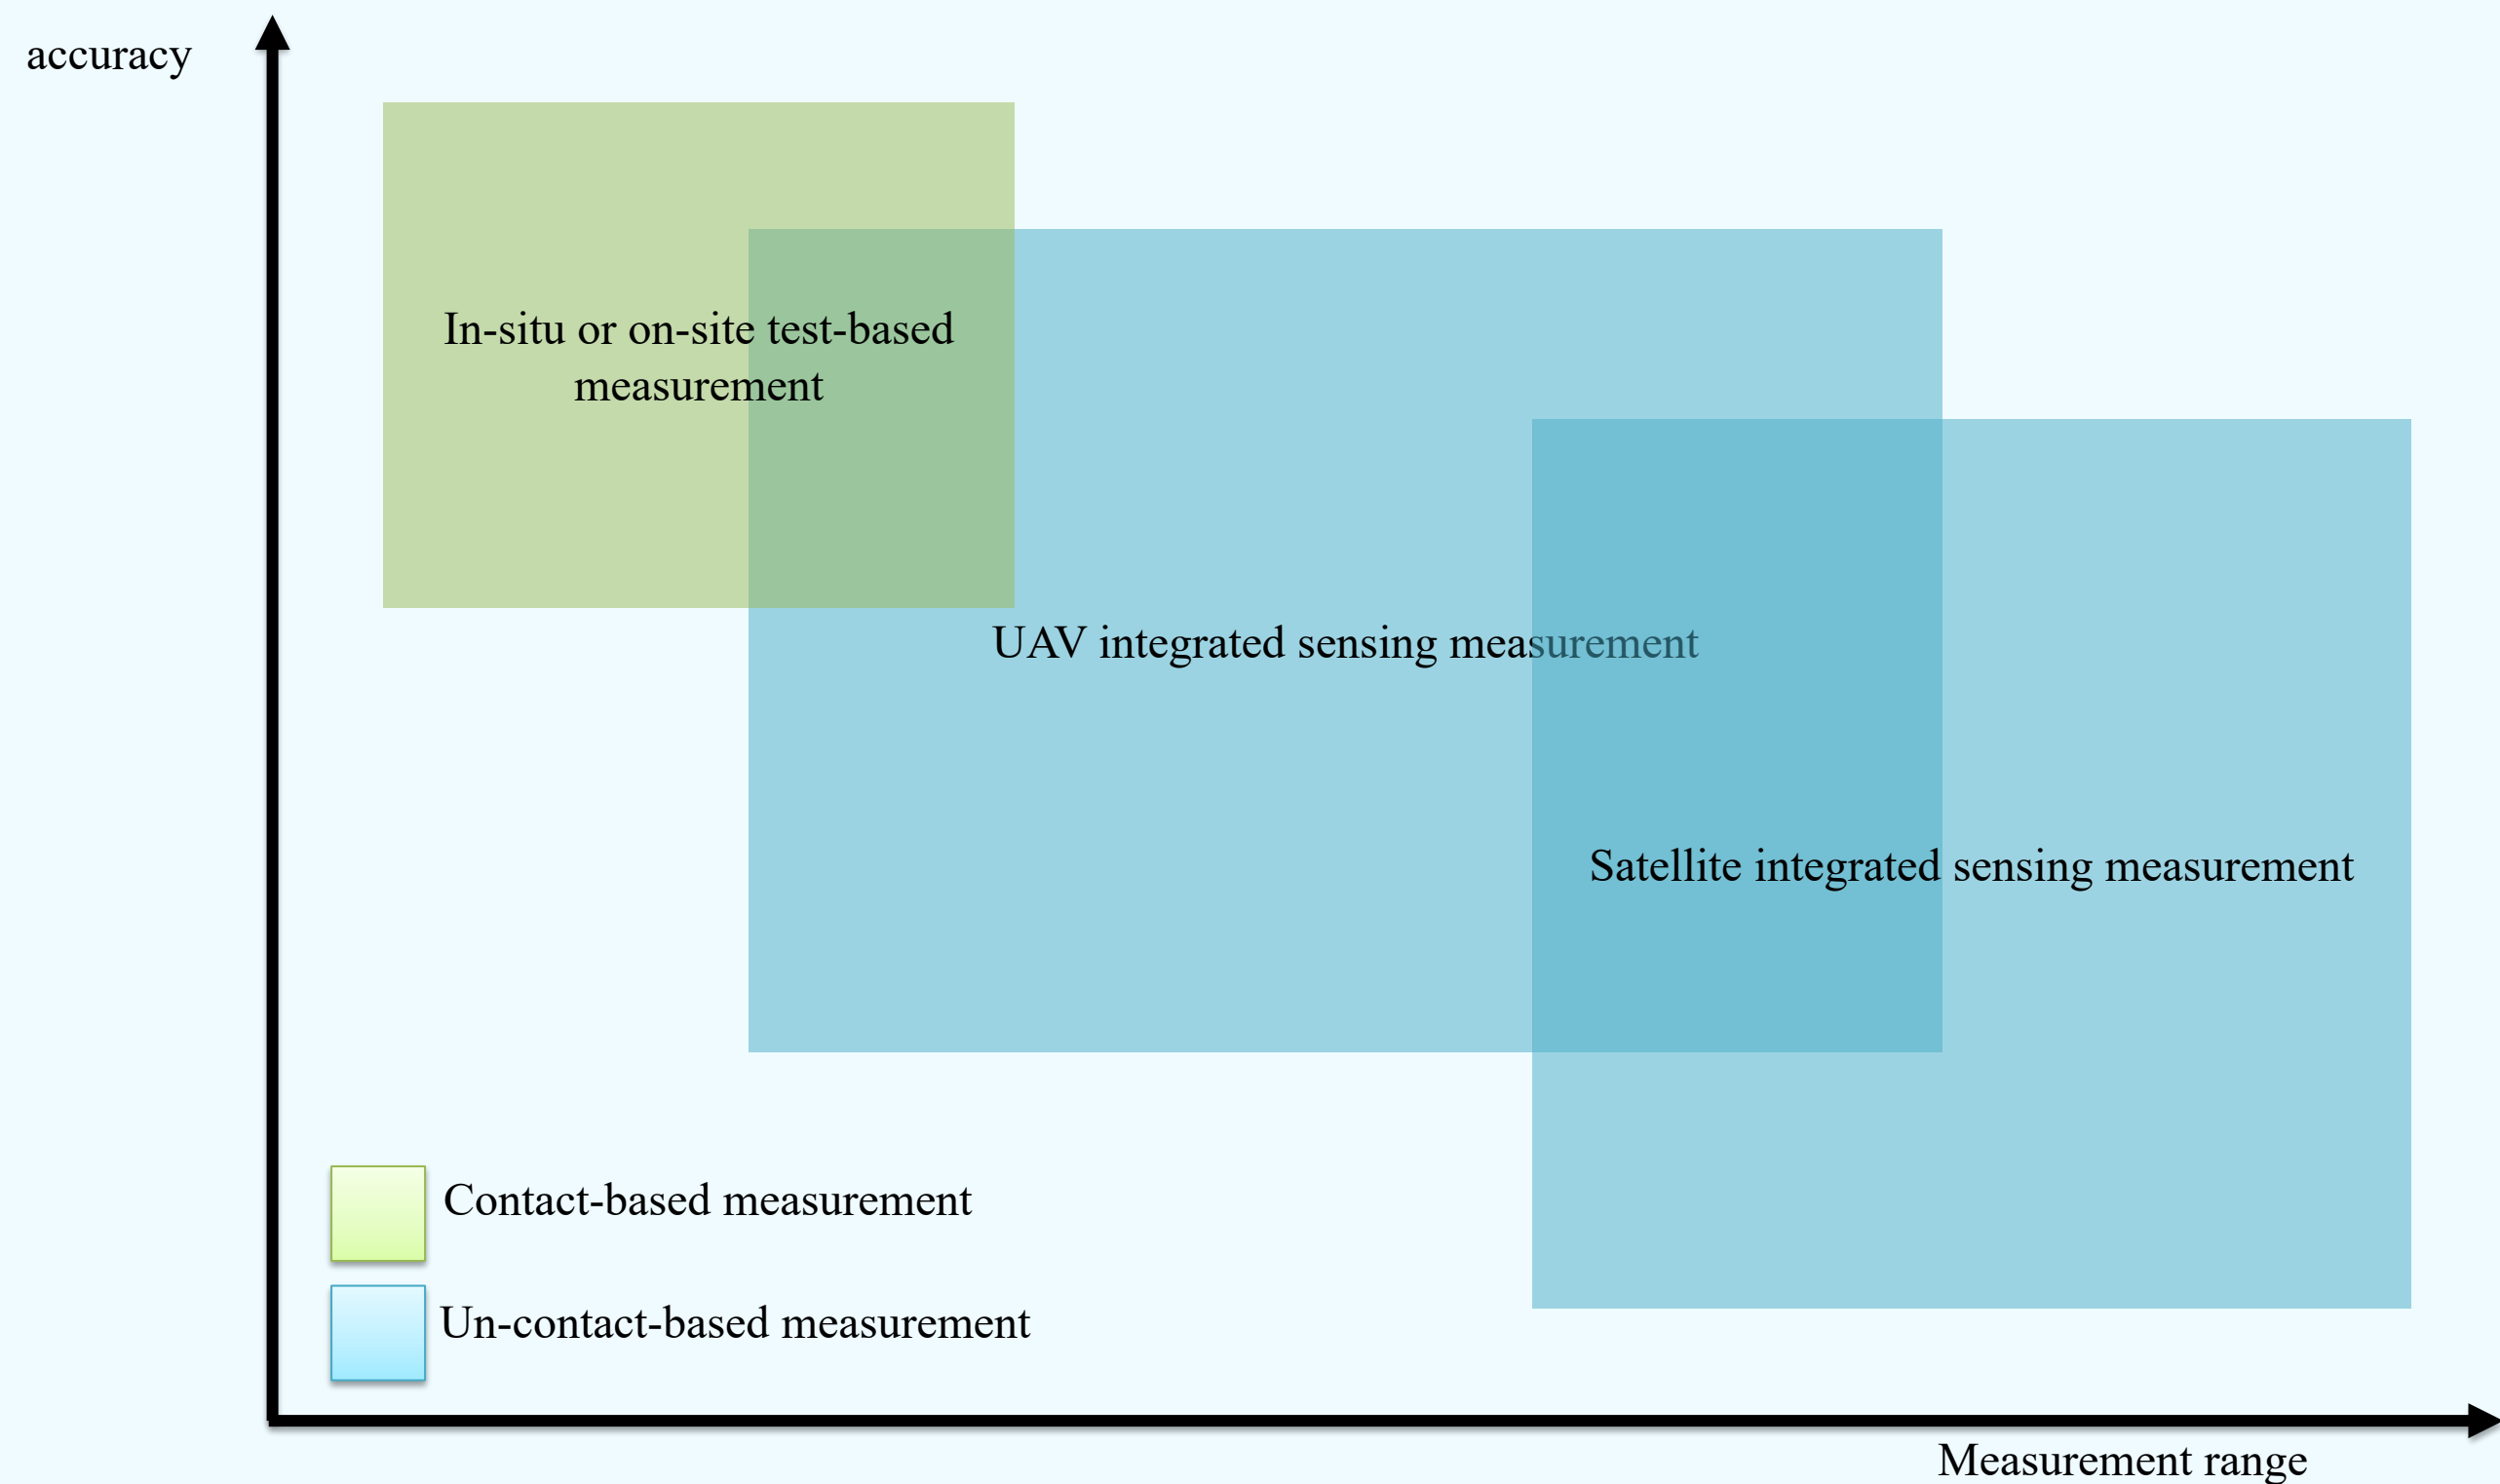 accuracy
In-situ or on-site test-based
measurement
UAV integrated sensing measurement
Satellite integrated sensing measurement
Contact-based measurement
Un-contact-based measurement
Measurement range